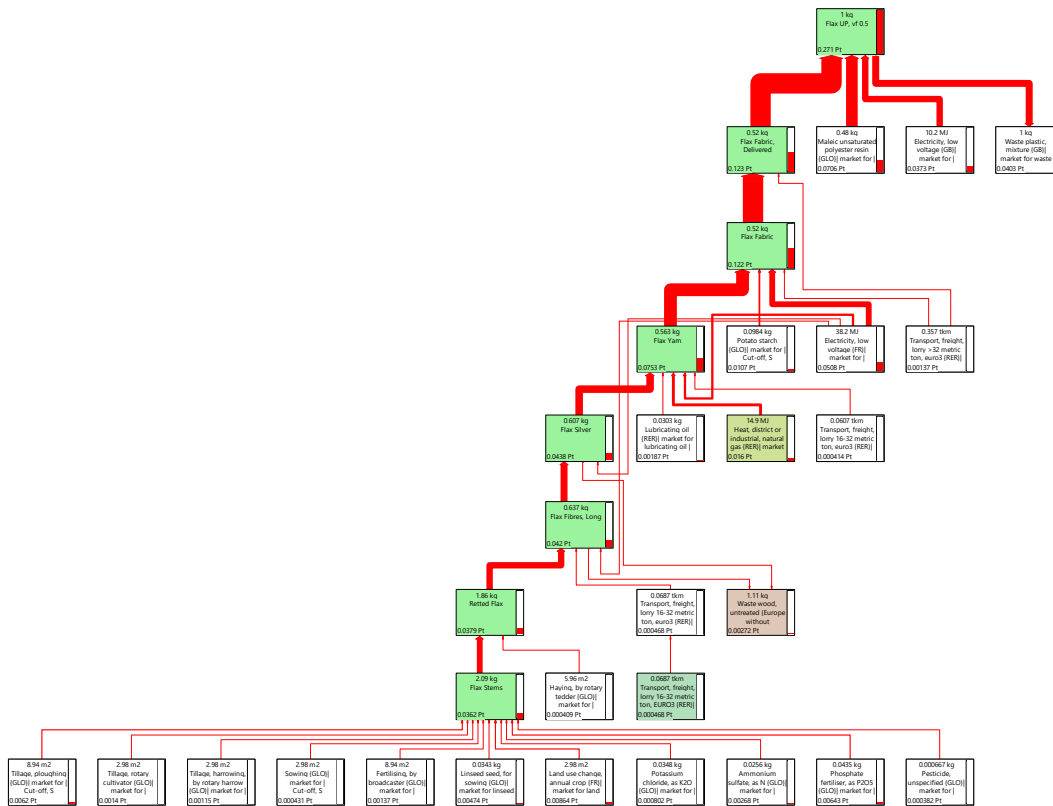 1 kg
Flax UP, vf 0.5
0.271 Pt
0.52 kg
Flax Fabric,
Delivered
0.123 Pt
0.48 kg
Maleic unsaturated
polyester resin
(GLO)| market for |
0.0706 Pt
10.2 MJ
Electricity, low
voltage (GB)|
market for |
0.0373 Pt
1 kg
Waste plastic,
mixture (GB)|
market for waste
0.0403 Pt
0.52 kg
Flax Fabric
0.122 Pt
0.563 kg
Flax Yarn
0.0753 Pt
0.0984 kg
Potato starch
(GLO)| market for |
Cut-off, S
0.0107 Pt
38.2 MJ
Electricity, low
voltage (FR)|
market for |
0.0508 Pt
0.357 tkm
Transport, freight,
lorry >32 metric
ton, euro3 (RER)|
0.00137 Pt
0.607 kg
Flax Silver
0.0438 Pt
0.0303 kg
Lubricating oil
(RER)| market for
lubricating oil |
0.00187 Pt
14.9 MJ
Heat, district or
industrial, natural
gas (RER)| market
0.016 Pt
0.0607 tkm
Transport, freight,
lorry 16-32 metric
ton, euro3 (RER)|
0.000414 Pt
0.637 kg
Flax Fibres, Long
0.042 Pt
1.86 kg
Retted Flax
0.0379 Pt
0.0687 tkm
Transport, freight,
lorry 16-32 metric
ton, euro3 (RER)|
0.000468 Pt
1.11 kg
Waste wood,
untreated (Europe
without
0.00272 Pt
2.09 kg
Flax Stems
0.0362 Pt
5.96 m2
Haying, by rotary
tedder (GLO)|
market for |
0.000409 Pt
0.0687 tkm
Transport, freight,
lorry 16-32 metric
ton, EURO3 (RER)|
0.000468 Pt
8.94 m2
Tillage, ploughing
(GLO)| market for |
Cut-off, S
0.0062 Pt
2.98 m2
Tillage, rotary
cultivator (GLO)|
market for |
0.0014 Pt
2.98 m2
Tillage, harrowing,
by rotary harrow
(GLO)| market for |
0.00115 Pt
2.98 m2
Sowing (GLO)|
market for |
Cut-off, S
0.000431 Pt
8.94 m2
Fertilising, by
broadcaster (GLO)|
market for |
0.00137 Pt
0.0343 kg
Linseed seed, for
sowing (GLO)|
market for linseed
0.00474 Pt
2.98 m2
Land use change,
annual crop (FR)|
market for land
0.00864 Pt
0.0348 kg
Potassium
chloride, as K2O
(GLO)| market for |
0.000802 Pt
0.0256 kg
Ammonium
sulfate, as N (GLO)|
market for |
0.00268 Pt
0.0435 kg
Phosphate
fertiliser, as P2O5
(GLO)| market for |
0.00643 Pt
0.000667 kg
Pesticide,
unspecified (GLO)|
market for |
0.000382 Pt